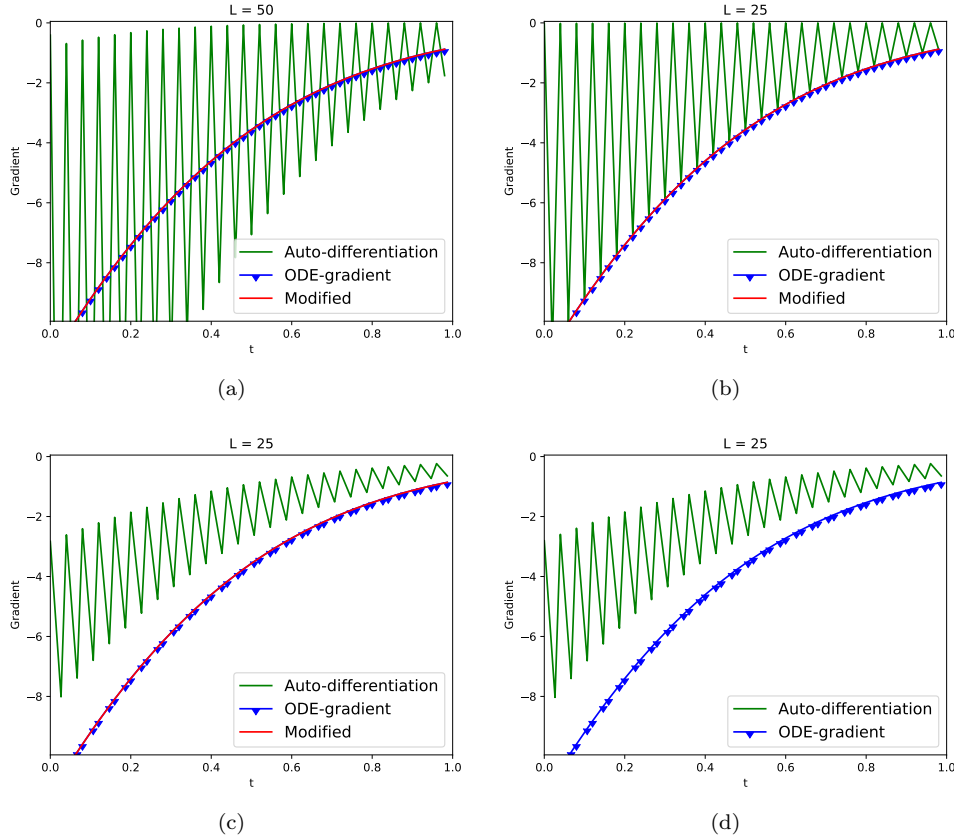 L = 50
0
−2
−4
−6
−8
Gradient
Auto-differentiation
ODE-gradient
Modified
0.0 0.2 0.4 0.6 0.8 1.0
t
(a)
L = 25
0
−2
−4
−6
−8
Gradient
Auto-differentiation
ODE-gradient
Modified
0.0 0.2 0.4 0.6 0.8 1.0
t
(b)
L = 25
0
−2
−4
−6
−8
Gradient
Auto-differentiation
ODE-gradient
Modified
0.0 0.2 0.4 0.6 0.8 1.0
t
(c)
L = 25
0
−2
−4
−6
−8
Gradient
Auto-differentiation
ODE-gradient
0.0 0.2 0.4 0.6 0.8 1.0
t
(d)